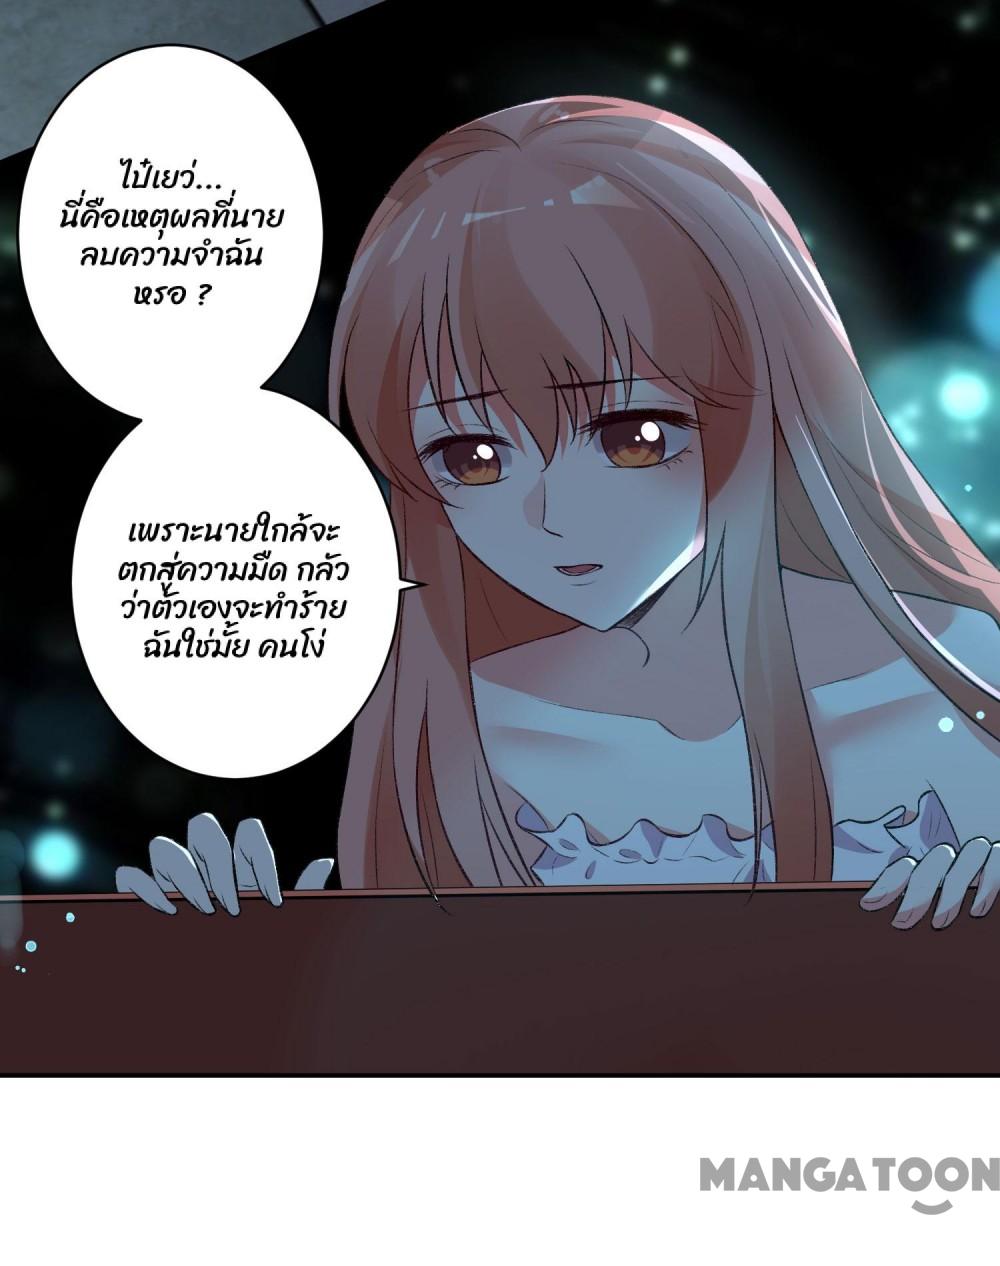 ไป๋เยว่...
นี่คือเหตุผลที่นาย
ลบความจำฉัน
หรอ ?
เพราะนายใกล้จะ
ตกสู่ความมืด กลัว
ว่าตัวเองจะทำร้าย
ฉันใช่มั้ย คนโง่
MANGATOON